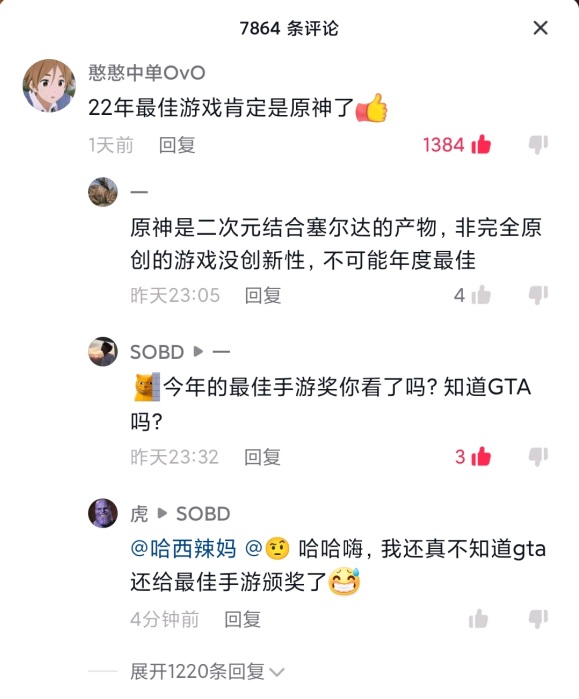 7864 条评论
憨憨中单OvO
22年最佳游戏肯定是原神了
1天前 回复 1384
一
原神是二次元结合塞尔达的产物，非完全原
创的游戏没创新性，不可能年度最佳
昨天23:05 回复 4
SOBD 一
今年的最佳手游奖你看了吗？知道GTA
吗？
昨天23:32 回复 3
虎 SOBD
@哈西辣妈 @ 哈哈嗨，我还真不知道gta
还给最佳手游颁奖了
4分钟前 回复
展开1220条回复